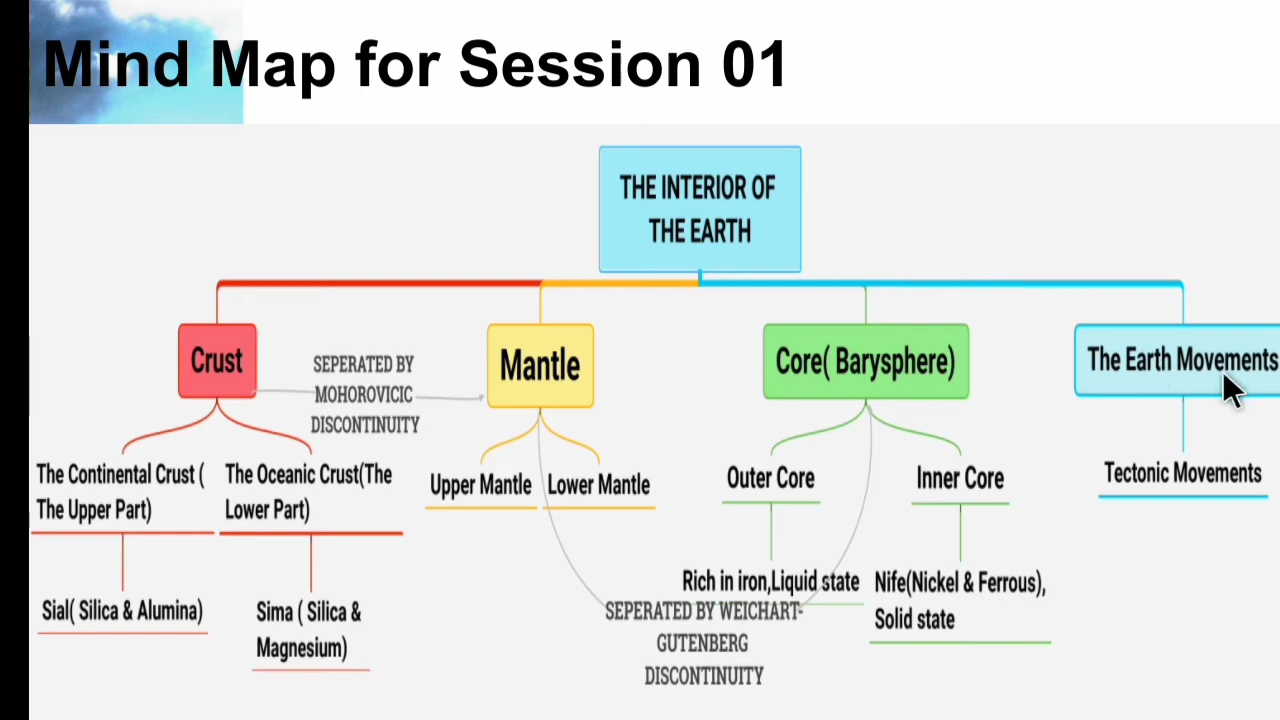 Mind Map for Session 01
THE INTERIOR OF
THE EARTH
Crust
SEPERATED BY
MOHOROVICIC
DISCONTINUITY
Mantle
Core( Barysphere)
The Earth Movements
The Continental Crust (
The Upper Part)
The Oceanic Crust(The
Lower Part)
Upper Mantle
Lower Mantle
Outer Core
Inner Core
Tectonic Movements
Sial( Silica & Alumina)
Sima ( Silica &
Magnesium)
Rich in iron,Liquid state
Nife(Nickel & Ferrous),
Solid state
SEPERATED BY WEICHART-
GUTENBERG
DISCONTINUITY